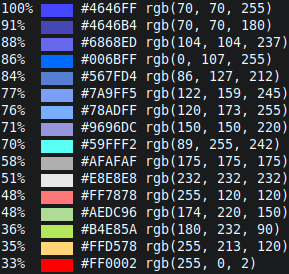 100% #4646FF rgb(70, 70, 255)
91% #4646B4 rgb(70, 70, 180)
88% #6868ED rgb(104, 104, 237)
86% #006BFF rgb(0, 107, 255)
84% #567FD4 rgb(86, 127, 212)
77% #7A9FF5 rgb(122, 159, 245)
76% #78ADFF rgb(120, 173, 255)
71% #9696DC rgb(150, 150, 220)
70% #59FFF2 rgb(89, 255, 242)
58% #AFAFAF rgb(175, 175, 175)
51% #E8E8E8 rgb(232, 232, 232)
48% #FF7878 rgb(255, 120, 120)
48% #AEDC96 rgb(174, 220, 150)
36% #B4E85A rgb(180, 232, 90)
35% #FFD578 rgb(255, 213, 120)
33% #FF0002 rgb(255, 0, 2)